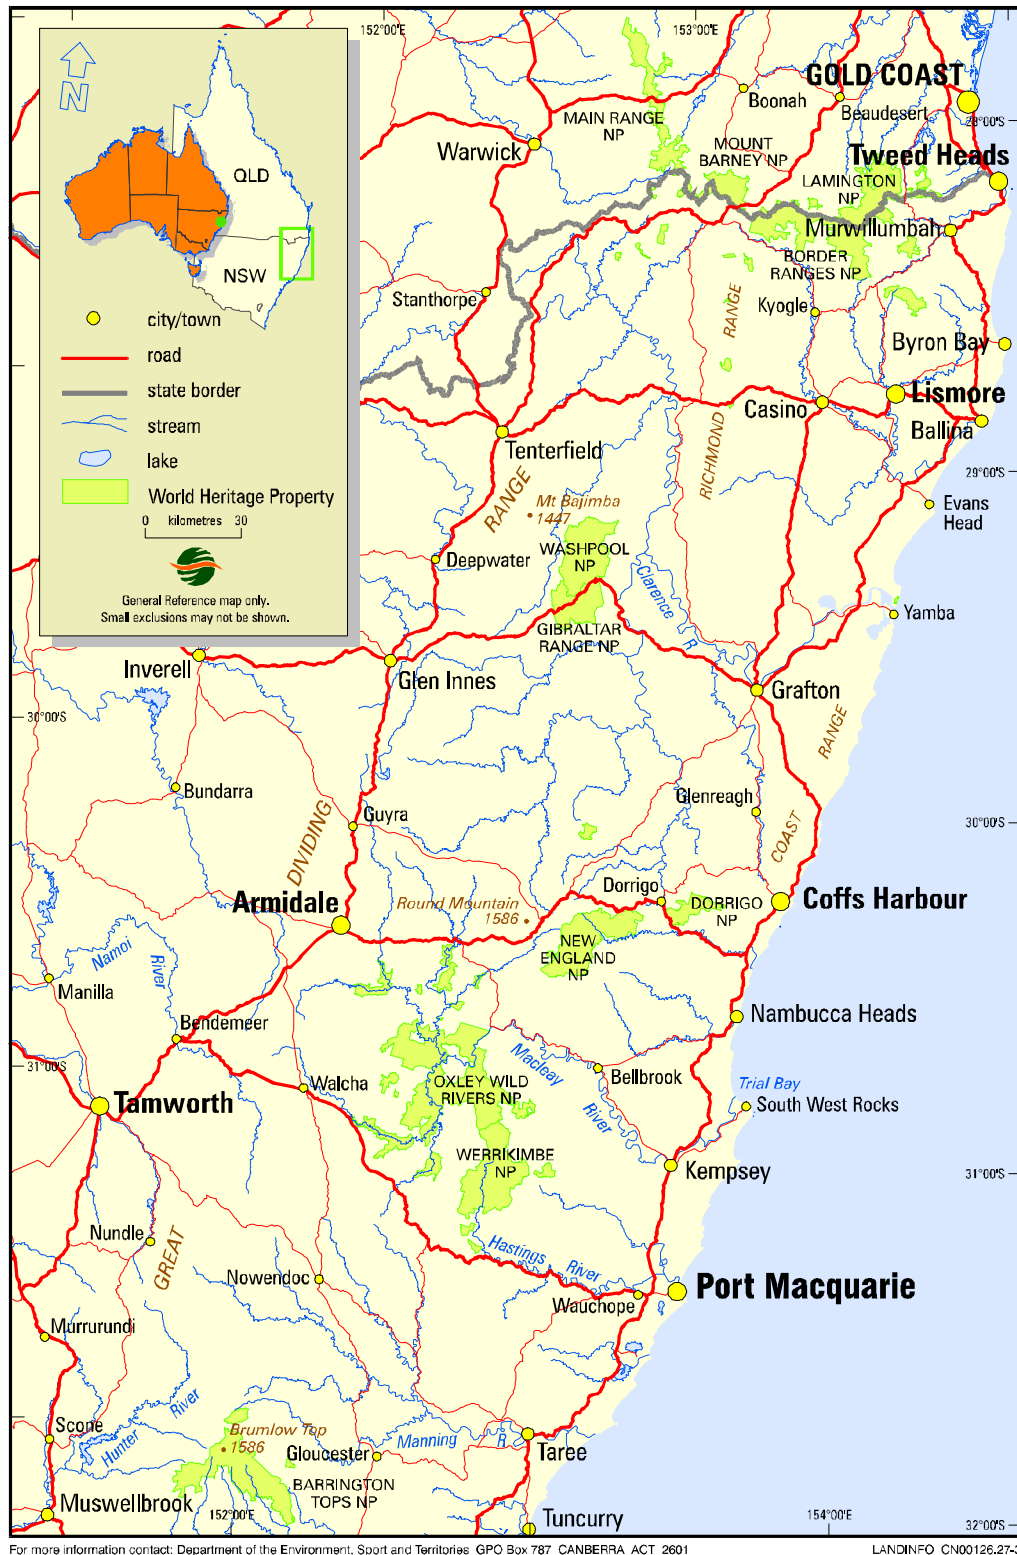 152°00'E
153°00'E
N
QLD
NSW
city/town
road
state border
stream
lake
World Heritage Property
0 kilometres 30
General Reference map only.
Small exclusions may not be shown.
GOLD COAST
Boonah
Beaudesert
28°00'S
MAIN RANGE
NP
Warwick
MOUNT
BARNEY NP
Tweed Heads
LAMINGTON
NP
Murwillumbah
BORDER
RANGES NP
Stanthorpe
Kyogle
RANGE
Byron Bay
Lismore
Casino
Ballina
Tenterfield
RICHMOND
29°00'S
RANGE
Mt Bajimba
1447
Evans
Head
WASHPOOL
NP
Deepwater
Clarence
R
Yamba
GIBRALTAR
RANGE NP
Inverell
Glen Innes
Grafton
30°00'S
RANGE
Bundarra
Glenreagh
Guyra
30°00'S
COAST
DIVIDING
Dorrigo
Armidale
Round Mountain
1586
DORRIGO
NP
Coffs Harbour
NEW
ENGLAND
NP
Namoi
River
Manilla
Nambucca Heads
Bendemeer
31°00'S
Macleay
River
Bellbrook
Walcha
OXLEY WILD
RIVERS NP
Trial Bay
South West Rocks
Tamworth
WERRIKIMBE
NP
Kempsey
31°00'S
Nundle
GREAT
Hastings
River
Nowendoc
Port Macquarie
Wauchope
Murrurundi
River
Hunter
Scone
Brumlow Top
1586
Gloucester
Manning
R
Taree
BARRINGTON
TOPS NP
Muswellbrook
152°00'E
Tuncurry
154°00'E
32°00'S
For more information contact: Department of the Environment, Sport and Territories GPO Box 787 CANBERRA ACT 2601
LANDINFO CN00126.27-3